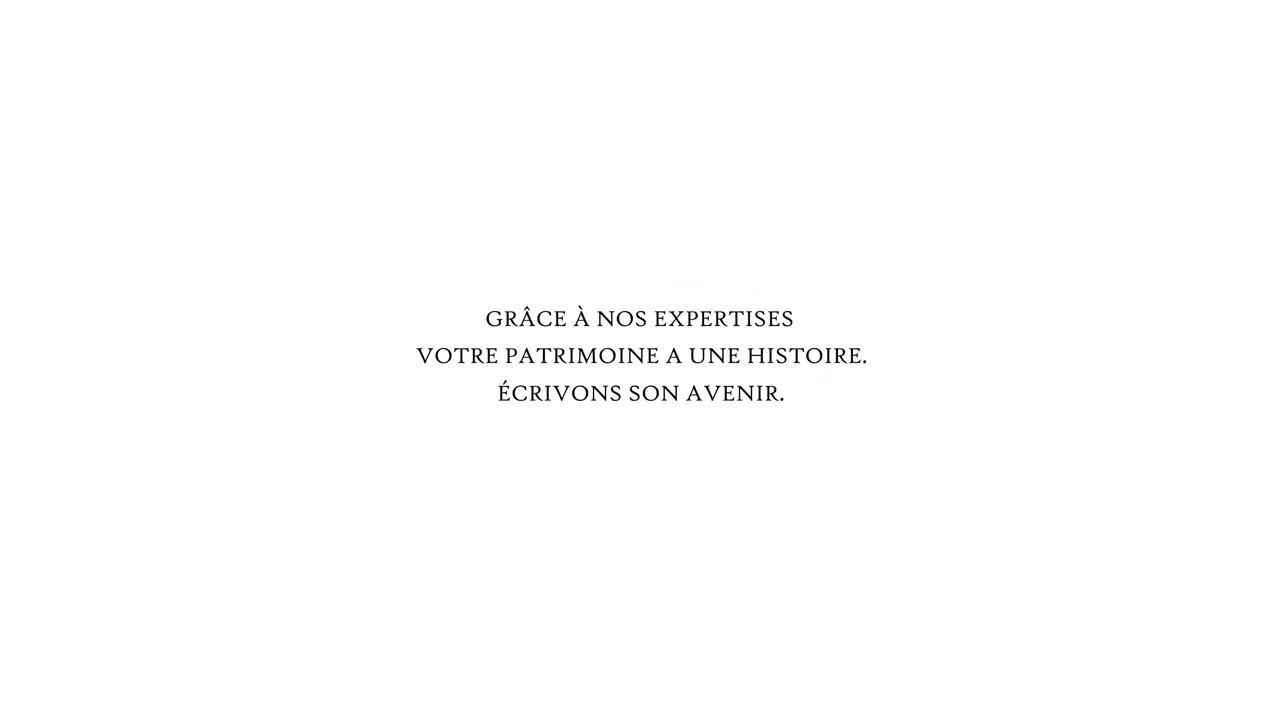 GRÂCE À NOS EXPERTISES
VOTRE PATRIMOINE A UNE HISTOIRE.
ÉCRIVONS SON AVENIR.